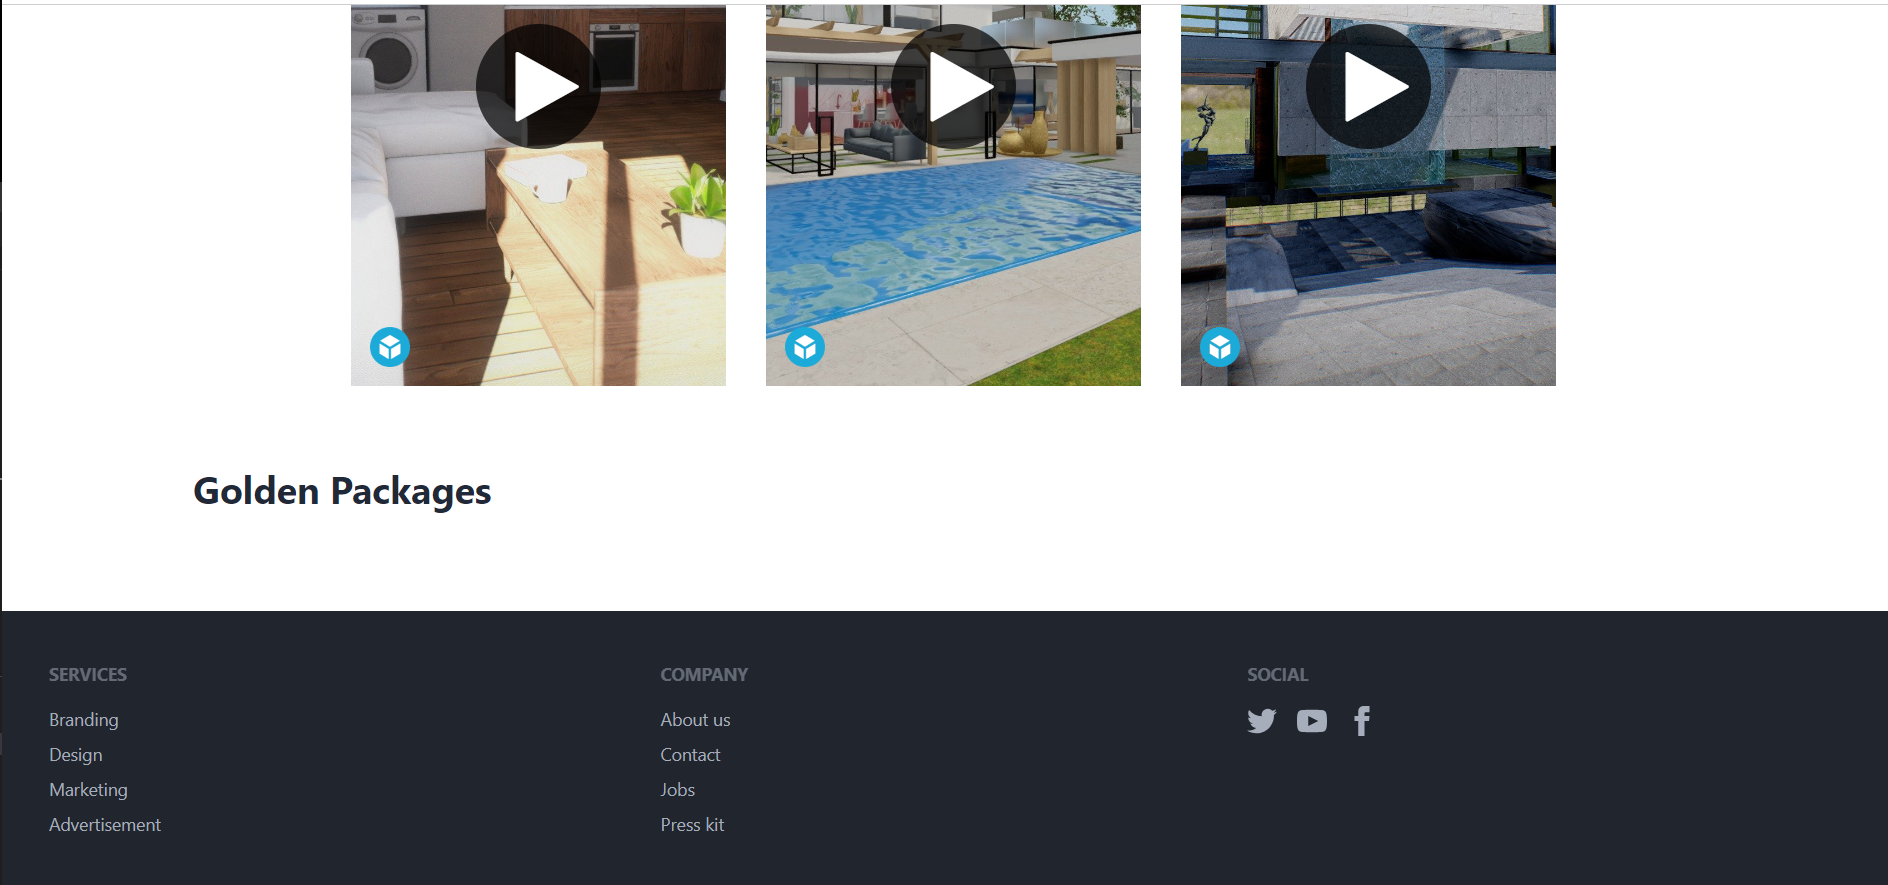 Golden Packages
SERVICES
Branding
Design
Marketing
Advertisement
COMPANY
About us
Contact
Jobs
Press kit
SOCIAL